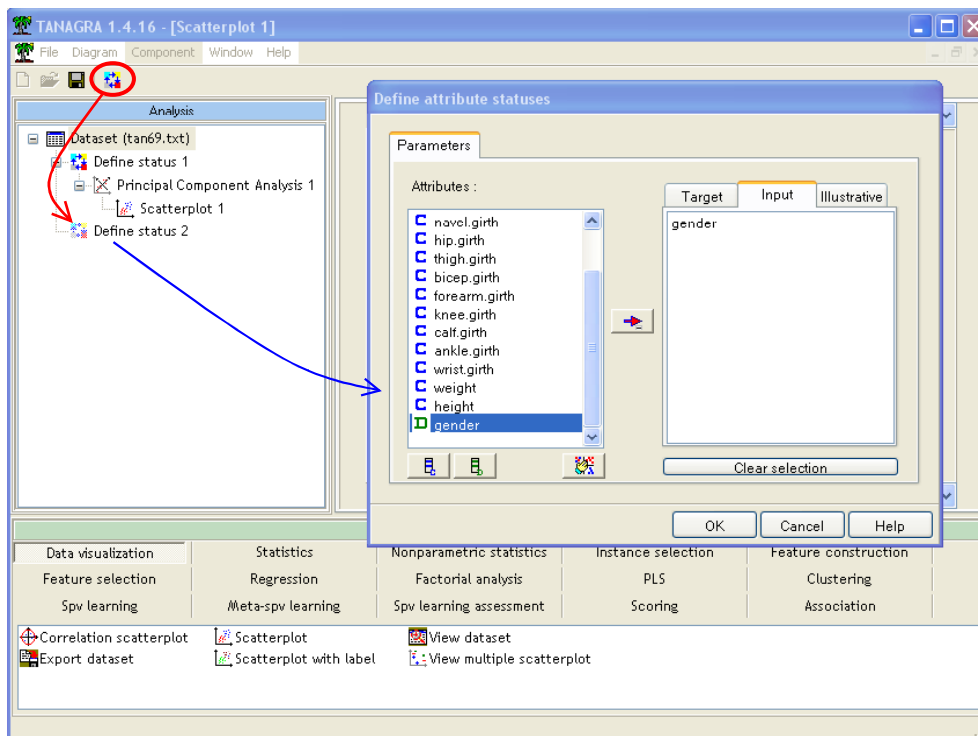 TANAGRA 1.4.16 - [Scatterplot 1]
File Diagram Component Window Help
Analysis
Dataset (tan69.txt)
Define status 1
Principal Component Analysis 1
Scatterplot 1
Define status 2
Define attribute statuses
Parameters
Attributes :
navel.girth
hip.girth
thigh.girth
bicep.girth
forearm.girth
knee.girth
calf.girth
ankle.girth
wrist.girth
weight
height
gender
Target Input Illustrative
gender
Clear selection
OK Cancel Help
Data visualization Statistics Nonparametric statistics Instance selection Feature construction
Feature selection Regression Factorial analysis PLS Clustering
Spv learning Meta-spv learning Spv learning assessment Scoring Association
Correlation scatterplot Scatterplot View dataset
Export dataset Scatterplot with label View multiple scatterplot